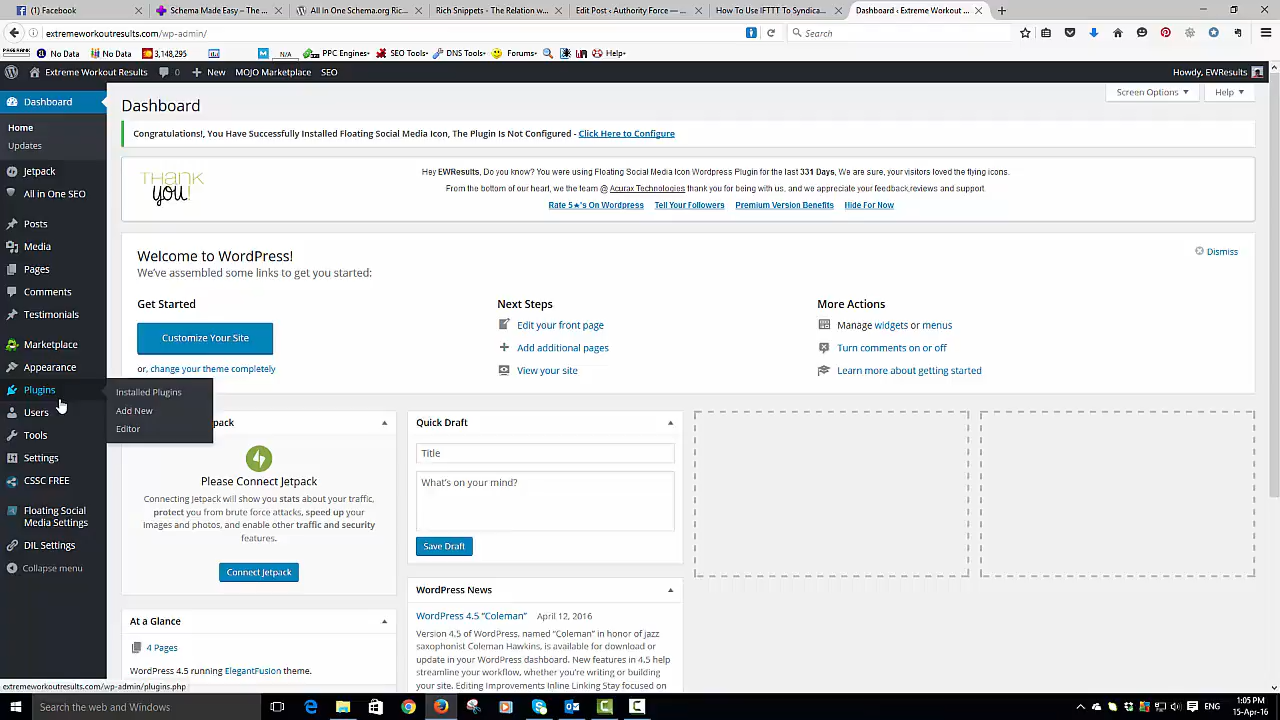 (1) Facebook
Schema Made Easy – The ...
All In One Schema.org Ric...
Rich Snippets - The Relation w...
Edit Post ‹ Authority Force —...
How To Use IFTTT To Syndica...
Dashboard ‹ Extreme Workout...
extremeworkoutresults.com/wp-admin/
Search
No Data
No Data
3,148,295
N/A
PPC Engines
SEO Tools
DNS Tools
Forums
Help
Extreme Workout Results
0
New
MOJO Marketplace
SEO
Howdy, EWResults
Dashboard
Home
Updates
Jetpack
All In One SEO
Posts
Media
Pages
Comments
Testimonials
Marketplace
Appearance
Plugins
Users
Tools
Settings
CSSC FREE
Floating Social
Media Settings
DIL Settings
Collapse menu
Installed Plugins
Add New
Editor
Screen Options
Help
Dashboard
Congratulations!, You Have Successfully Installed Floating Social Media Icon, The Plugin Is Not Configured - Click Here to Configure
THANK
you!
Hey EWResults, Do you know? You were using Floating Social Media Icon Wordpress Plugin for the last 331 Days, We are sure, your visitors loved the flying icons.
From the bottom of our heart, we the team @ Acurax Technologies thank you for being with us, and we appreciate your feedback,reviews and support.
Rate 5★'s On Wordpress Tell Your Followers Premium Version Benefits Hide For Now
Welcome to WordPress!
Dismiss
We've assembled some links to get you started:
Get Started
Customize Your Site
or, change your theme completely
Next Steps
Edit your front page
Add additional pages
View your site
More Actions
Manage widgets or menus
Turn comments on or off
Learn more about getting started
Please Connect Jetpack
Connecting Jetpack will show you stats about your traffic,
protect you from brute force attacks, speed up your
images and photos, and enable other traffic and security
features.
Connect Jetpack
At a Glance
4 Pages
WordPress 4.5 running ElegantFusion theme.
Quick Draft
Title
What's on your mind?
Save Draft
WordPress News
WordPress 4.5 "Coleman" April 12, 2016
Version 4.5 of WordPress, named "Coleman" in honor of jazz
saxophonist Coleman Hawkins, is available for download or
update in your WordPress dashboard. New features in 4.5 help
streamline your workflow, whether you're writing or building
your site. Editing Improvements Inline Linking Stay focused on
extremeworkoutresults.com/wp-admin/plugins.php
Search the web and Windows
ENG
1:05 PM
15-Apr-16